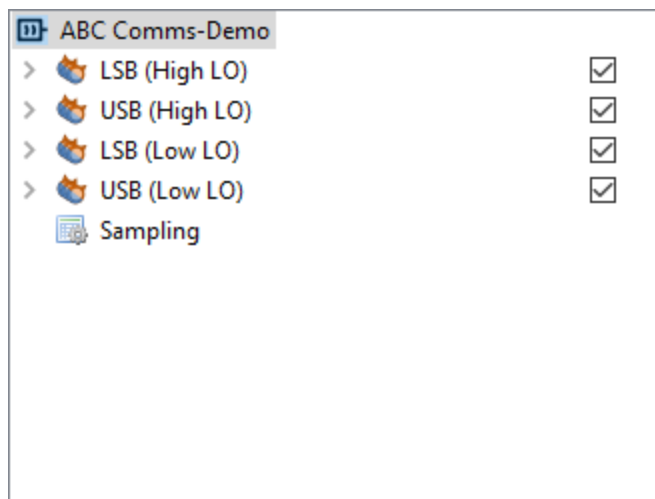 ABC Comms-Demo
LSB (High LO)
USB (High LO)
LSB (Low LO)
USB (Low LO)
Sampling